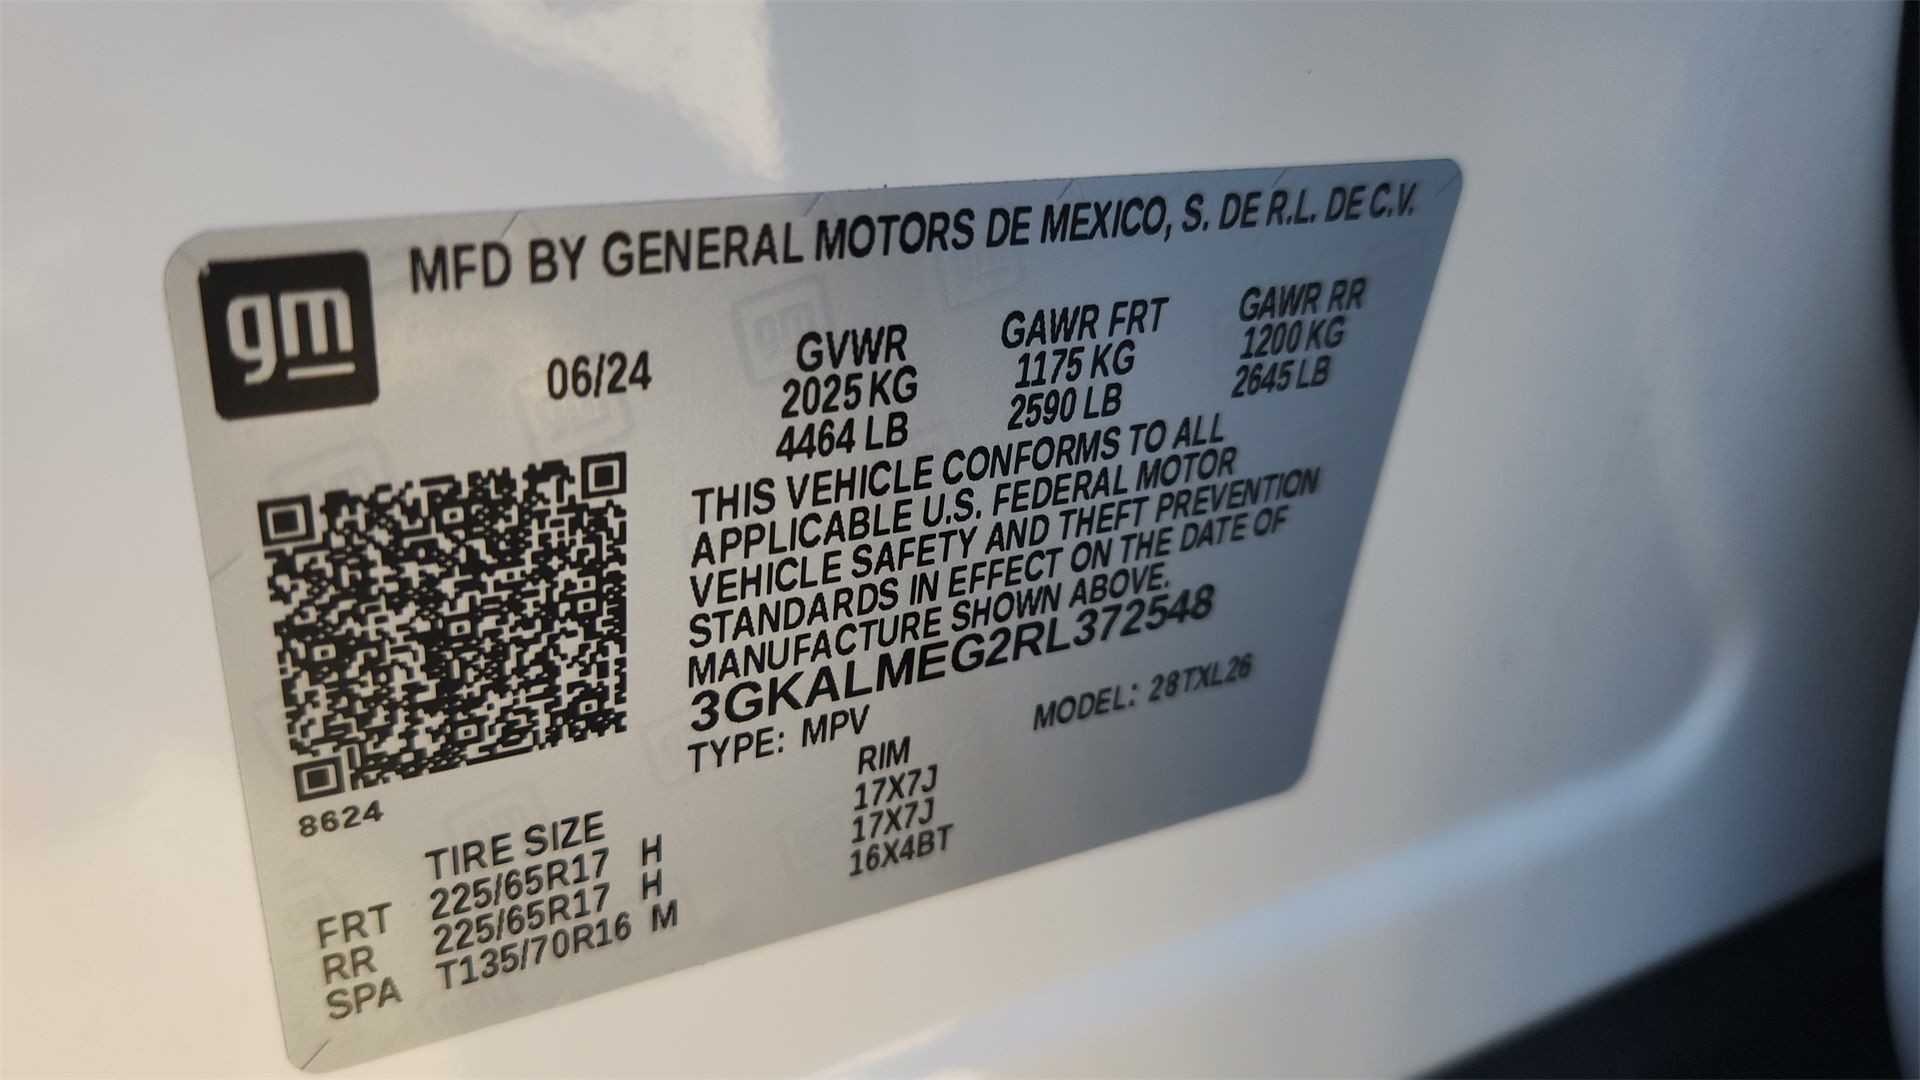 gm
MFD BY GENERAL MOTORS DE MEXICO, S. DE R.L. DE C.V.
06/24
GVWR
2025 KG
4464 LB
GAWR FRT
1175 KG
2590 LB
GAWR RR
1200 KG
2645 LB
THIS VEHICLE CONFORMS TO ALL
APPLICABLE U.S. FEDERAL MOTOR
VEHICLE SAFETY AND THEFT PREVENTION
STANDARDS IN EFFECT ON THE DATE OF
MANUFACTURE SHOWN ABOVE.
3GKALMEG2RL372548
TYPE: MPV MODEL: 28TXL26
8624
TIRE SIZE RIM
FRT 225/65R17 H 17X7J
RR 225/65R17 H 17X7J
SPA T135/70R16 M 16X4BT